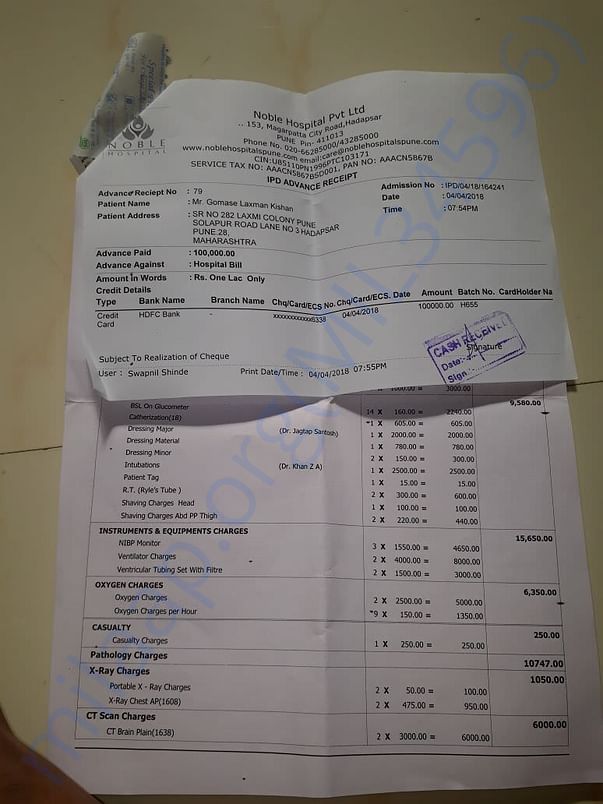 NOBLE
HOSPITAL
Noble Hospital Pvt Ltd
.. 153, Magarpatta City Road, Hadapsar
PUNE Pin- 411013
Phone No. 020-66285000/43285000
www.noblehospitalspune.com email:care@noblehospitalspune.com
CIN:U85110PN1996PTC103171
SERVICE TAX NO: AAACN5867BSD001, PAN NO: AAACN5867B
IPD ADVANCE RECEIPT
Advance Reciept No : 79 Admission No : IPD/04/18/164241
Patient Name : Mr. Gomase Laxman Kishan Date : 04/04/2018
Patient Address : SR NO 282 LAXMI COLONY PUNE Time : 07:54PM
SOLAPUR ROAD LANE NO 3 HADAPSAR
PUNE.28,
MAHARASHTRA
Advance Paid : 100,000.00
Advance Against : Hospital Bill
Amount In Words : Rs. One Lac Only
Credit Details
Type Bank Name Branch Name Chq/Card/ECS No. Chq/Card/ECS. Date Amount Batch No. CardHolder Na
Credit Card HDFC Bank - xxxxxxxxxxxx6338 04/04/2018 100000.00 H655
CASH RECEIVED
Date:
Sign
Signature
Subject To Realization of Cheque
User : Swapnil Shinde Print Date/Time : 04/04/2018 07:55PM
3000.00
9,580.00
BSL On Glucometer 14 X 160.00 = 2240.00
Catherization(18) *1 X 605.00 = 605.00
Dressing Major (Dr. Jagtap Santosh) 1 X 2000.00 = 2000.00
Dressing Material 1 X 780.00 = 780.00
Dressing Minor 2 X 150.00 = 300.00
Intubations (Dr. Khan Z A) 1 X 2500.00 = 2500.00
Patient Tag 1 X 15.00 = 15.00
R.T. (Ryle's Tube ) 2 X 300.00 = 600.00
Shaving Charges Head 1 X 100.00 = 100.00
Shaving Charges Abd PP Thigh 2 X 220.00 = 440.00
INSTRUMENTS & EQUIPMENTS CHARGES 15,650.00
NIBP Monitor 3 X 1550.00 = 4650.00
Ventilator Charges 2 X 4000.00 = 8000.00
Ventricular Tubing Set With Filtre 2 X 1500.00 = 3000.00
OXYGEN CHARGES 6,350.00
Oxygen Charges 2 X 2500.00 = 5000.00
Oxygen Charges per Hour *9 X 150.00 = 1350.00
CASUALTY 250.00
Casualty Charges 1 X 250.00 = 250.00
Pathology Charges 10747.00
X-Ray Charges 1050.00
Portable X - Ray Charges 2 X 50.00 = 100.00
X-Ray Chest AP(1608) 2 X 475.00 = 950.00
CT Scan Charges 6000.00
CT Brain Plain(1638) 2 X 3000.00 = 6000.00